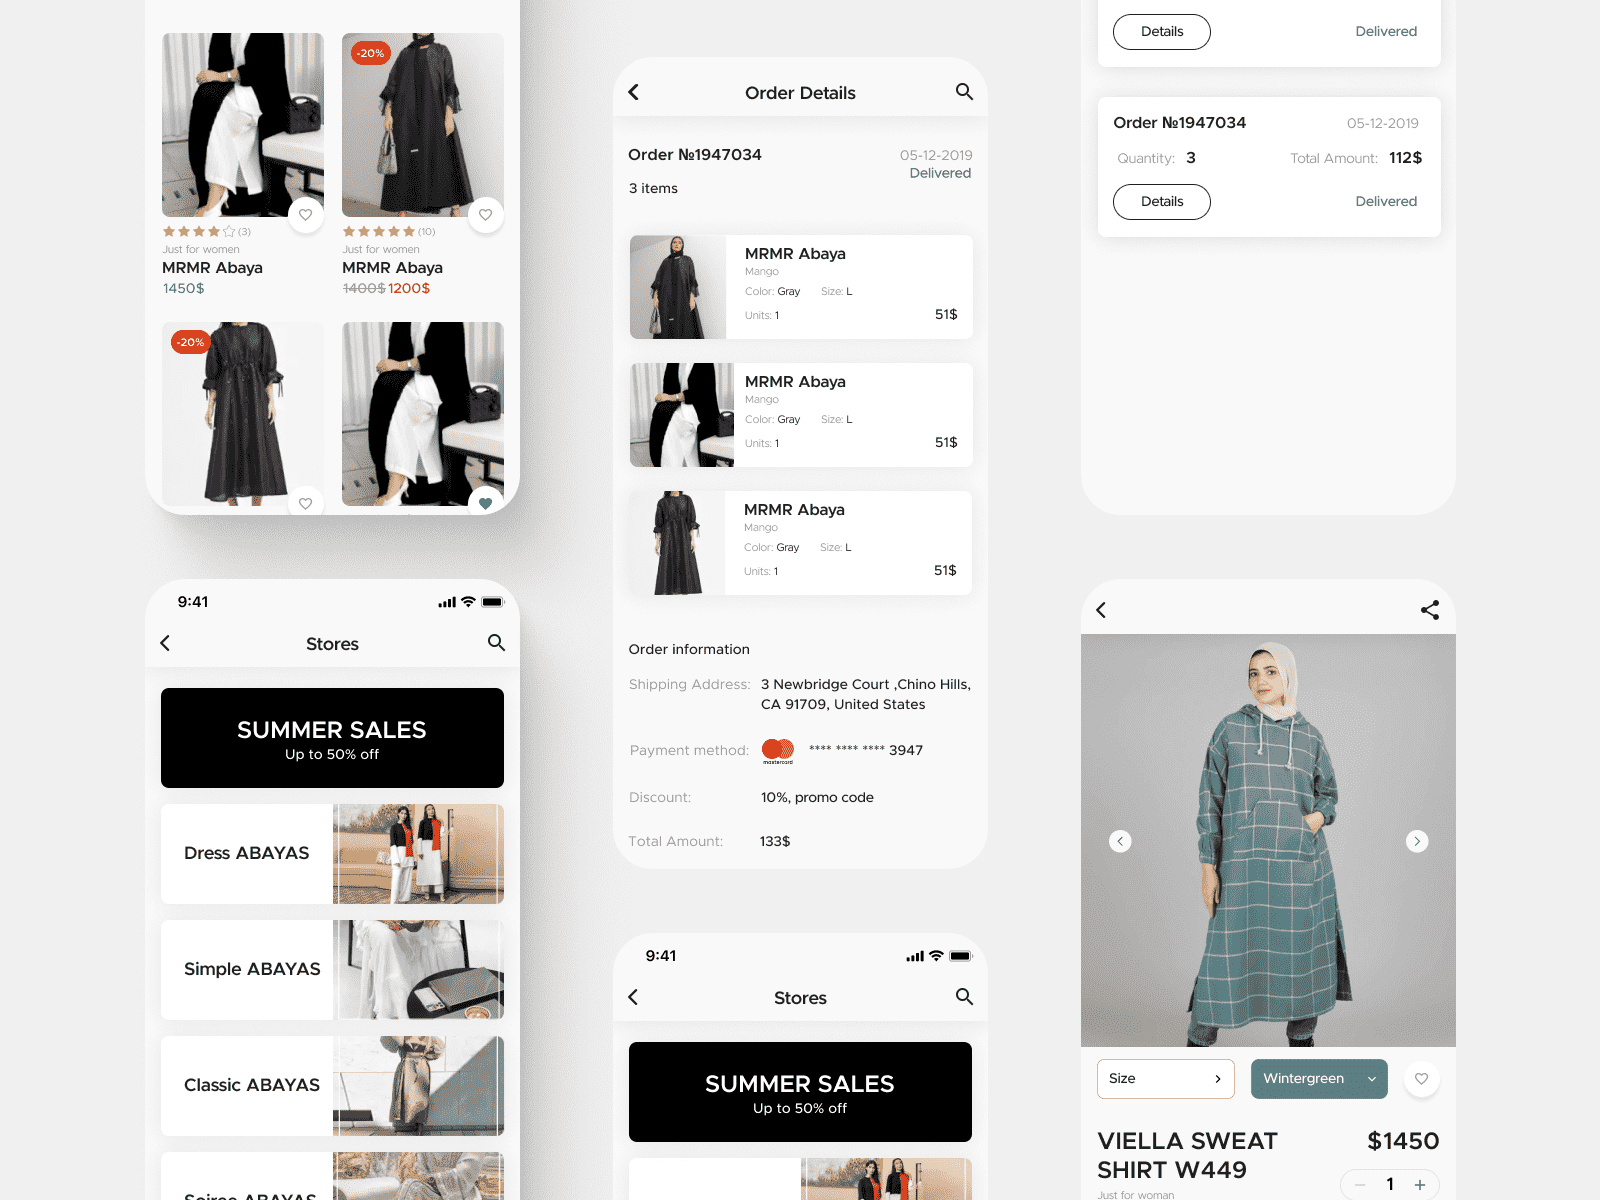 -20%
(3)
(10)
Just for women
Just for women
MRMR Abaya
MRMR Abaya
1450$
1400$ 1200$
-20%
9:41
Stores
SUMMER SALES
Up to 50% off
Dress ABAYAS
Simple ABAYAS
Classic ABAYAS
Soiree ABAYAS
Order Details
Order №1947034
05-12-2019
Delivered
3 items
MRMR Abaya
Mango
Color: Gray Size: L
Units: 1
51$
MRMR Abaya
Mango
Color: Gray Size: L
Units: 1
51$
MRMR Abaya
Mango
Color: Gray Size: L
Units: 1
51$
Order information
Shipping Address: 3 Newbridge Court ,Chino Hills,
CA 91709, United States
Payment method: mastercard **** **** **** 3947
Discount: 10%, promo code
Total Amount: 133$
9:41
Stores
SUMMER SALES
Up to 50% off
Details
Delivered
Order №1947034
05-12-2019
Quantity: 3
Total Amount: 112$
Details
Delivered
Size
Wintergreen
VIELLA SWEAT
SHIRT W449
$1450
Just for woman
1